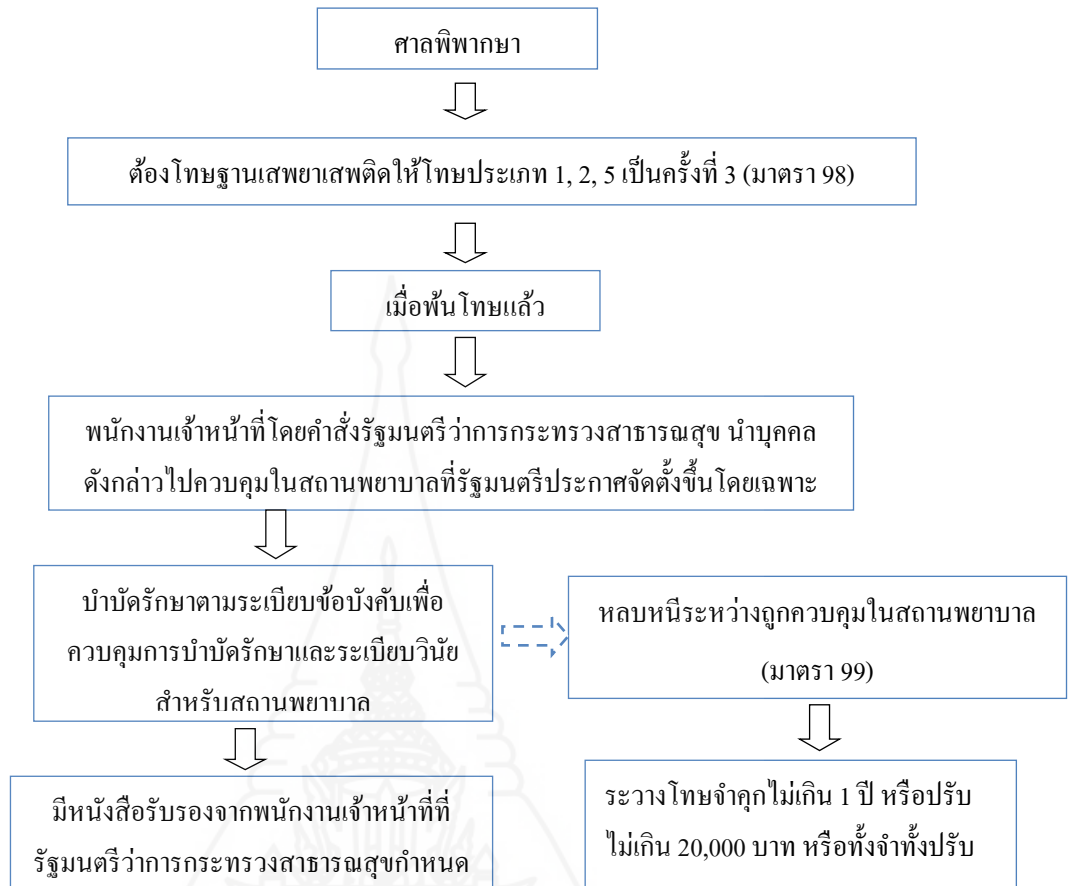 ศาลพิพากษา
ต้องโทษฐานเสพยาเสพติดให้โทษประเภท 1, 2, 5 เป็นครั้งที่ 3 (มาตรา 98)
เมื่อพ้นโทษแล้ว
พนักงานเจ้าหน้าที่โดยคำสั่งรัฐมนตรีว่าการกระทรวงสาธารณสุข นำบุคคล
ดังกล่าวไปควบคุมในสถานพยาบาลที่รัฐมนตรีประกาศจัดตั้งขึ้นโดยเฉพาะ
บำบัดรักษาตามระเบียบข้อบังคับเพื่อ
ควบคุมการบำบัดรักษาและระเบียบวินัย
สำหรับสถานพยาบาล
หลบหนีระหว่างถูกควบคุมในสถานพยาบาล
(มาตรา 99)
มีหนังสือรับรองจากพนักงานเจ้าหน้าที่ที่
รัฐมนตรีว่าการกระทรวงสาธารณสุขกำหนด
ระวางโทษจำคุกไม่เกิน 1 ปี หรือปรับ
ไม่เกิน 20,000 บาท หรือทั้งจำทั้งปรับ